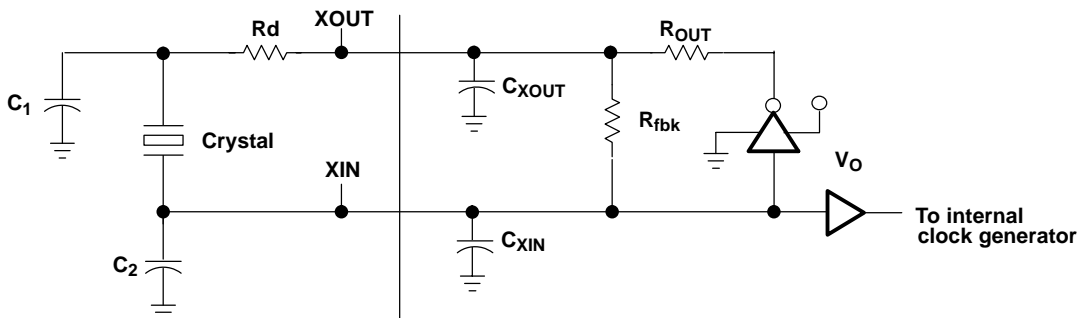 XOUT
Rd
ROUT
C1
CXOUT
Rfbk
Crystal
XIN
VO
To internal
clock generator
CXIN
C2